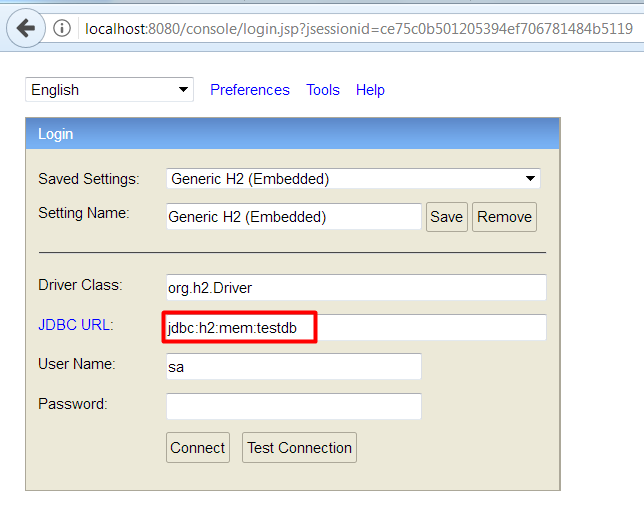 localhost:8080/console/login.jsp?jsessionid=ce75c0b501205394ef706781484b5119
English Preferences Tools Help
Login
Saved Settings: Generic H2 (Embedded)
Setting Name: Generic H2 (Embedded) Save Remove
Driver Class: org.h2.Driver
JDBC URL: jdbc:h2:mem:testdb
User Name: sa
Password:
Connect Test Connection